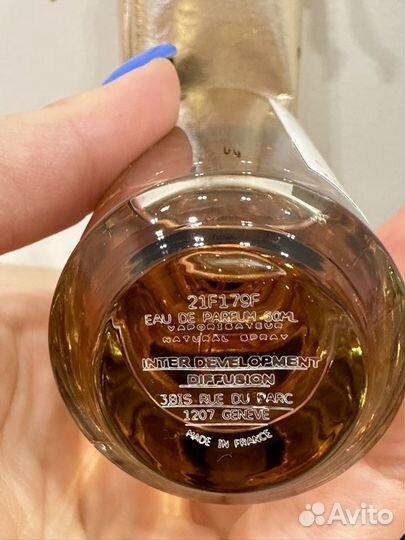 21F179F
EAU DE PARFUM 60ML
VAPORISATEUR
NATURAL SPRAY
INTER DEVELOPMENT
DIFFUSION
3BIS RUE DU PARC
1207 GENEVE
MADE IN FRANCE
Avito